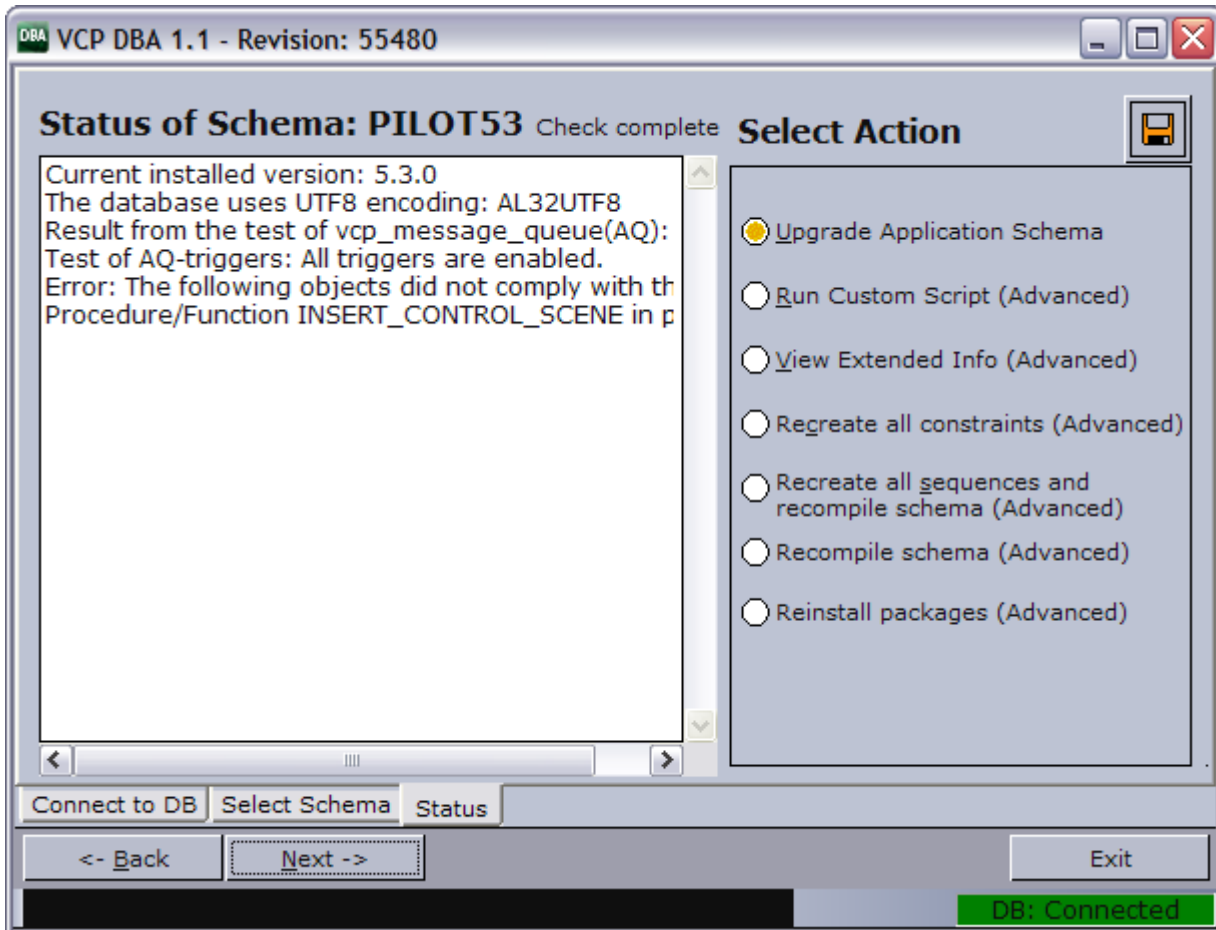 DBA VCP DBA 1.1 - Revision: 55480
Status of Schema: PILOT53 Check complete
Current installed version: 5.3.0
The database uses UTF8 encoding: AL32UTF8
Result from the test of vcp_message_queue(AQ):
Test of AQ-triggers: All triggers are enabled.
Error: The following objects did not comply with th
Procedure/Function INSERT_CONTROL_SCENE in p
Select Action
Upgrade Application Schema
Run Custom Script (Advanced)
View Extended Info (Advanced)
Recreate all constraints (Advanced)
Recreate all sequences and
recompile schema (Advanced)
Recompile schema (Advanced)
Reinstall packages (Advanced)
Connect to DB Select Schema Status
<- Back Next -> Exit
DB: Connected